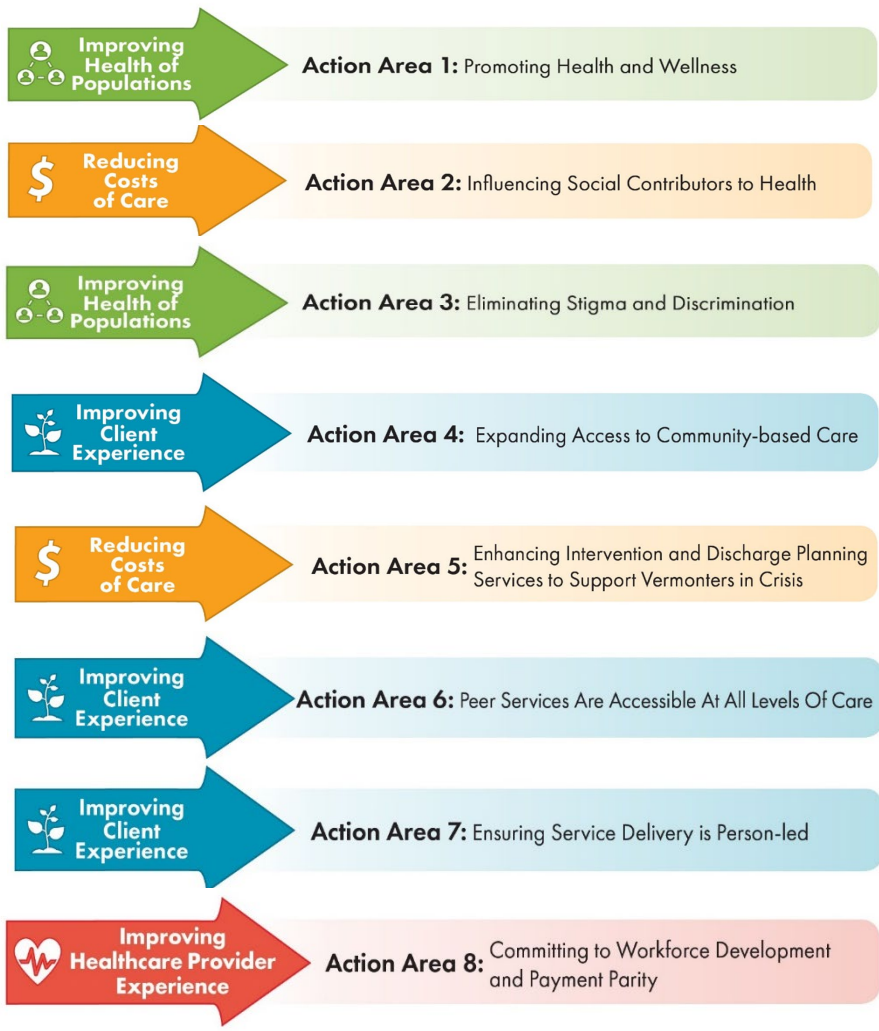 Improving
Health of
Populations
Action Area 1: Promoting Health and Wellness
$ Reducing
Costs
of Care
Action Area 2: Influencing Social Contributors to Health
Improving
Health of
Populations
Action Area 3: Eliminating Stigma and Discrimination
Improving
Client
Experience
Action Area 4: Expanding Access to Community-based Care
$ Reducing
Costs
of Care
Action Area 5: Enhancing Intervention and Discharge Planning
Services to Support Vermonters in Crisis
Improving
Client
Experience
Action Area 6: Peer Services Are Accessible At All Levels Of Care
Improving
Client
Experience
Action Area 7: Ensuring Service Delivery is Person-led
Improving
Healthcare Provider
Experience
Action Area 8: Committing to Workforce Development
and Payment Parity